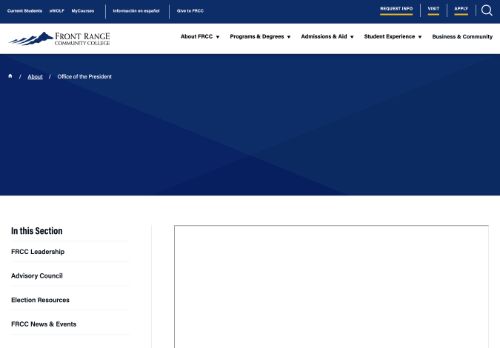 Current Students eWOLF MyCourses Información en español Give to FRCC REQUEST INFO VISIT APPLY
FRONT RANGE
COMMUNITY COLLEGE
About FRCC Programs & Degrees Admissions & Aid Student Experience Business & Community
/ About / Office of the President
In this Section
FRCC Leadership
Advisory Council
Election Resources
FRCC News & Events